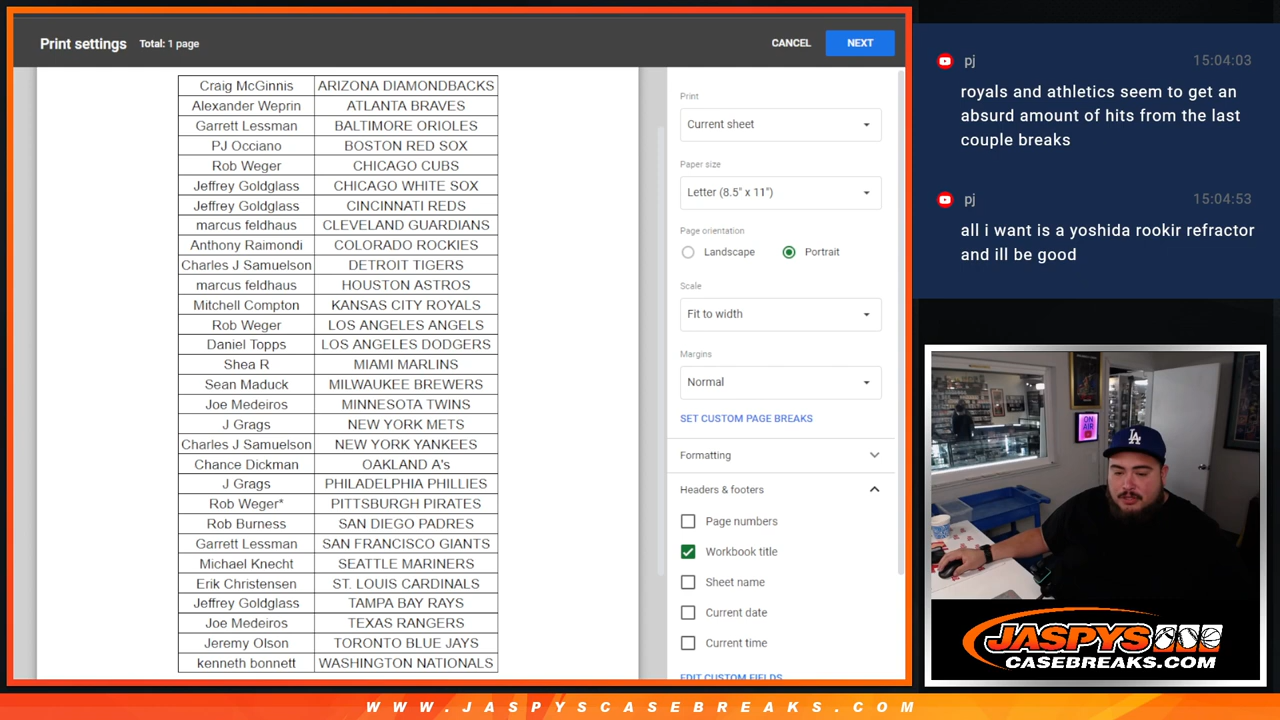 Print settings
Total: 1 page
CANCEL
NEXT
Craig McGinnis ARIZONA DIAMONDBACKS
Alexander Weprin ATLANTA BRAVES
Garrett Lessman BALTIMORE ORIOLES
PJ Occiano BOSTON RED SOX
Rob Weger CHICAGO CUBS
Jeffrey Goldglass CHICAGO WHITE SOX
Jeffrey Goldglass CINCINNATI REDS
marcus feldhaus CLEVELAND GUARDIANS
Anthony Raimondi COLORADO ROCKIES
Charles J Samuelson DETROIT TIGERS
marcus feldhaus HOUSTON ASTROS
Mitchell Compton KANSAS CITY ROYALS
Rob Weger LOS ANGELES ANGELS
Daniel Topps LOS ANGELES DODGERS
Shea R MIAMI MARLINS
Sean Maduck MILWAUKEE BREWERS
Joe Medeiros MINNESOTA TWINS
J Grags NEW YORK METS
Charles J Samuelson NEW YORK YANKEES
Chance Dickman OAKLAND A's
J Grags PHILADELPHIA PHILLIES
Rob Weger* PITTSBURGH PIRATES
Rob Burness SAN DIEGO PADRES
Garrett Lessman SAN FRANCISCO GIANTS
Michael Knecht SEATTLE MARINERS
Erik Christensen ST. LOUIS CARDINALS
Jeffrey Goldglass TAMPA BAY RAYS
Joe Medeiros TEXAS RANGERS
Jeremy Olson TORONTO BLUE JAYS
kenneth bonnett WASHINGTON NATIONALS
Print
Current sheet
Paper size
Letter (8.5" x 11")
Page orientation
Landscape
Portrait
Scale
Fit to width
Margins
Normal
SET CUSTOM PAGE BREAKS
Formatting
Headers & footers
Page numbers
Workbook title
Sheet name
Current date
Current time
EDIT CUSTOM FIELDS
pj 15:04:03
royals and athletics seem to get an
absurd amount of hits from the last
couple breaks
pj 15:04:53
all i want is a yoshida rookir refractor
and ill be good
ON
AIR
LA
JASPYS
CASEBREAKS.COM
WWW.JASPYSCASEBREAKS.COM